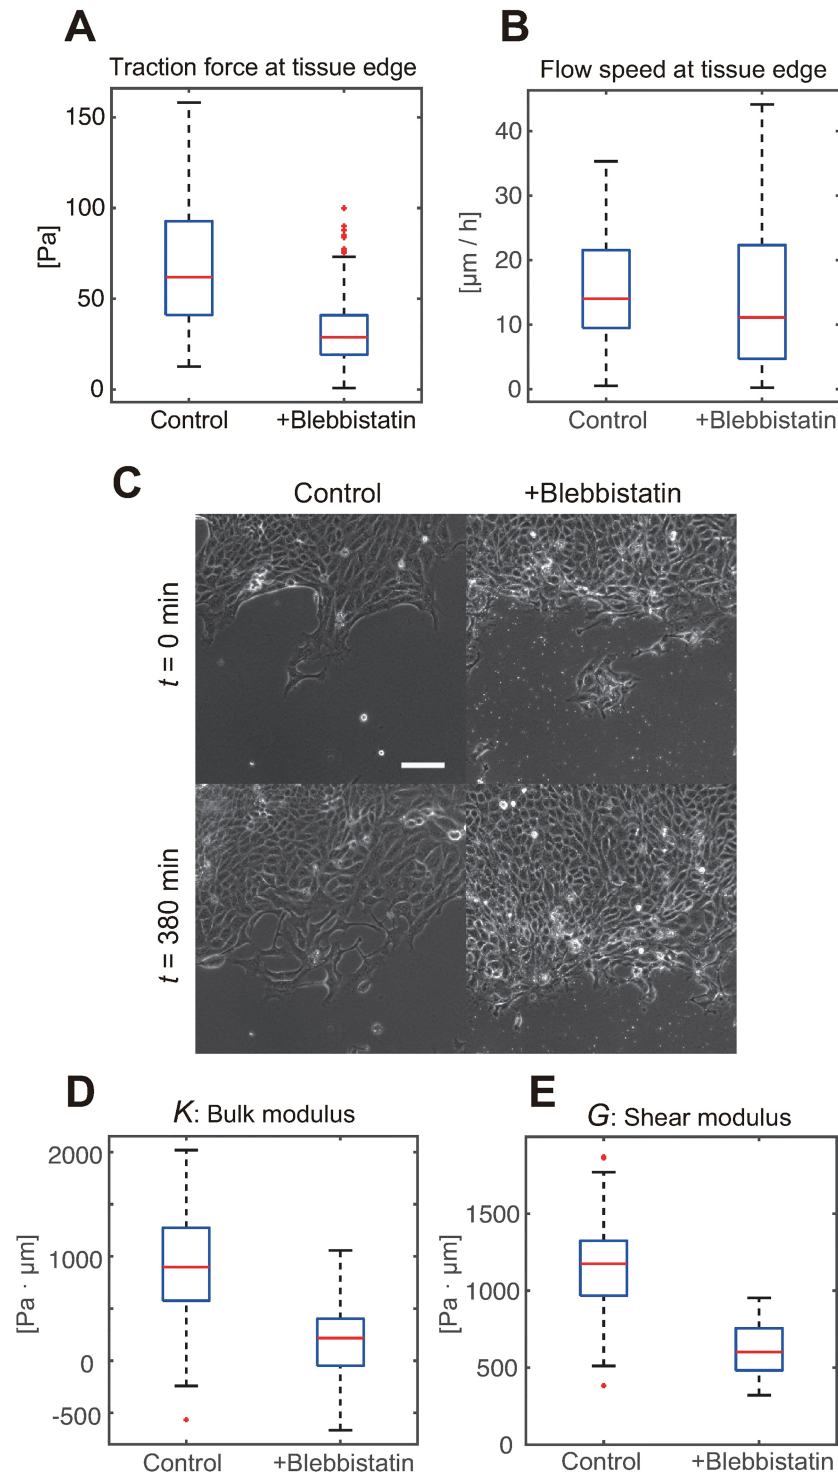 A
Traction force at tissue edge
[Pa]
150
100
50
0
Control
+Blebbistatin
B
Flow speed at tissue edge
[μm / h]
40
30
20
10
0
Control
+Blebbistatin
C
Control
+Blebbistatin
t = 0 min
t = 380 min
D
K: Bulk modulus
[Pa · μm]
2000
1000
0
-500
Control
+Blebbistatin
E
G: Shear modulus
[Pa · μm]
1500
1000
500
0
Control
+Blebbistatin